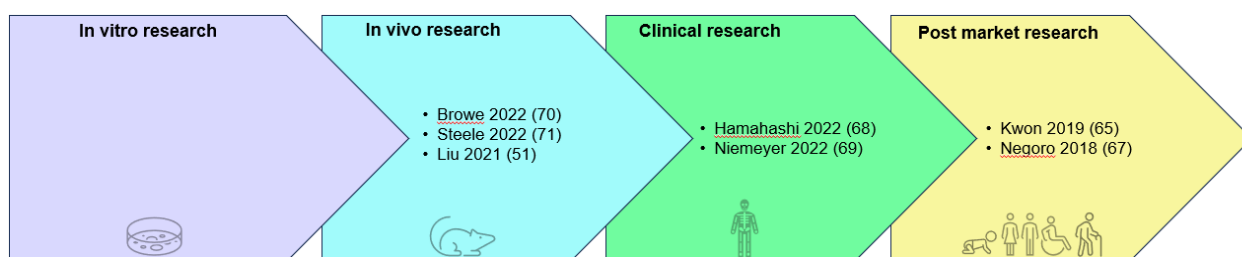 In vitro research
In vivo research
• Browe 2022 (70)
• Steele 2022 (71)
• Liu 2021 (51)
Clinical research
• Hamahashi 2022 (68)
• Niemeyer 2022 (69)
Post market research
• Kwon 2019 (65)
• Negoro 2018 (67)